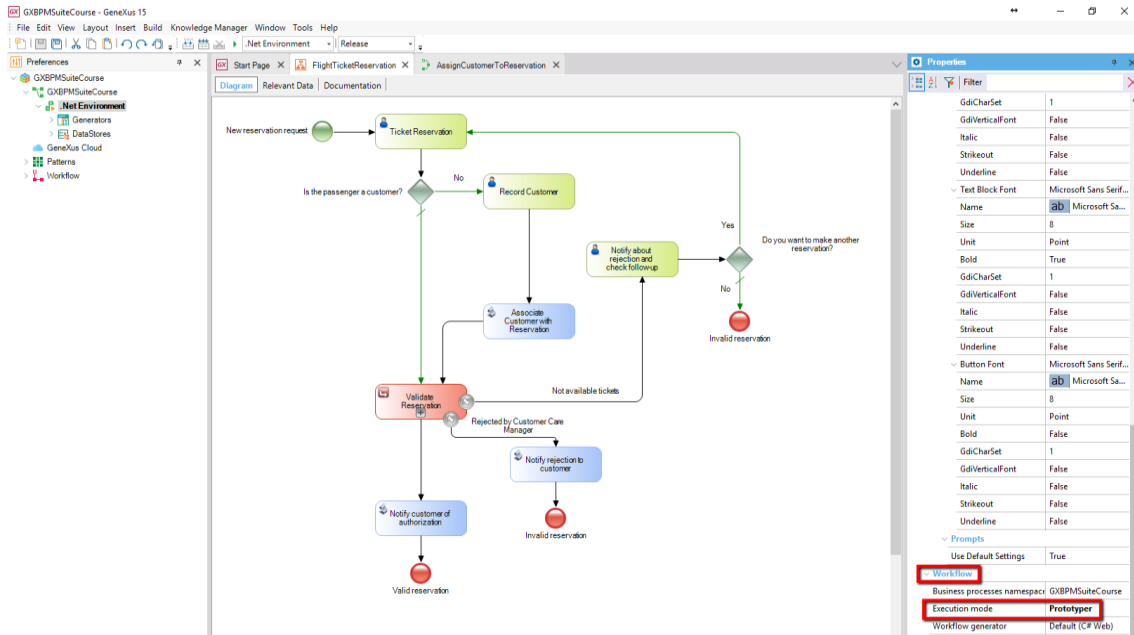 GXBPMSuiteCourse - GeneXus 15
File Edit View Layout Insert Build Knowledge Manager Window Tools Help
.Net Environment Release
Preferences
GXBPMSuiteCourse
GXBPMSuiteCourse
.Net Environment
Generators
DataStores
GeneXus Cloud
Patterns
Workflow
Start Page FlightTicketReservation AssignCustomerToReservation
Diagram Relevant Data Documentation
New reservation request
Ticket Reservation
Is the passenger a customer?
No
Record Customer
Associate
Customer with
Reservation
Validate
Reservation
Not available tickets
Rejected by Customer Care
Manager
Notify rejection to
customer
Invalid reservation
Notify customer of
authorization
Valid reservation
Notify about
rejection and
check follow-up
Yes
Do you want to make another
reservation?
No
Invalid reservation
Properties
Filter
GdiCharSet 1
GdiVerticalFont False
Italic False
Strikeout False
Underline False
Text Block Font Microsoft Sans Serif...
Name ab Microsoft Sa...
Size 8
Unit Point
Bold True
GdiCharSet 1
GdiVerticalFont False
Italic False
Strikeout False
Underline False
Button Font Microsoft Sans Serif...
Name ab Microsoft Sa...
Size 8
Unit Point
Bold False
GdiCharSet 1
GdiVerticalFont False
Italic False
Strikeout False
Underline False
Prompts
Use Default Settings True
Workflow
Business processes namespace GXBPMSuiteCourse
Execution mode Prototyper
Workflow generator Default (C# Web)